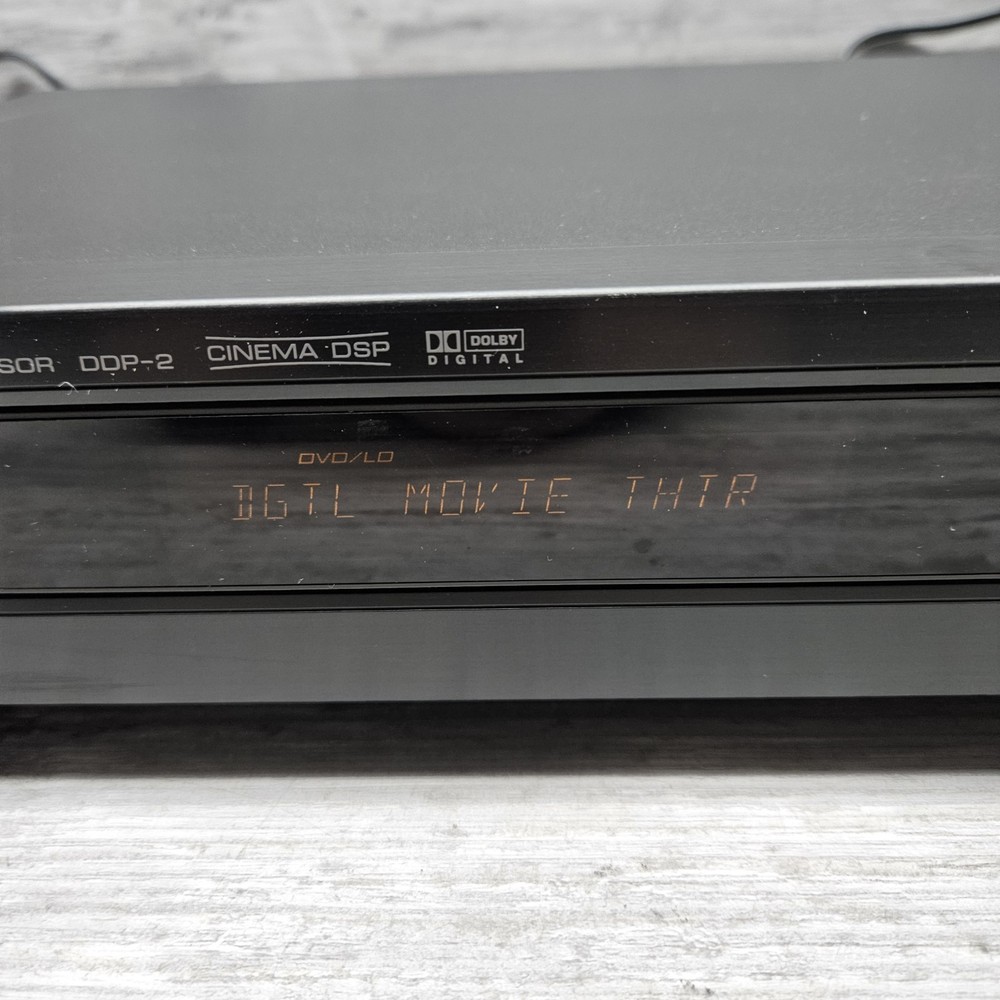 SOR DDP-2 CINEMA DSP DOLBY DIGITAL
DVD/LD
DGTL MOVIE THTR